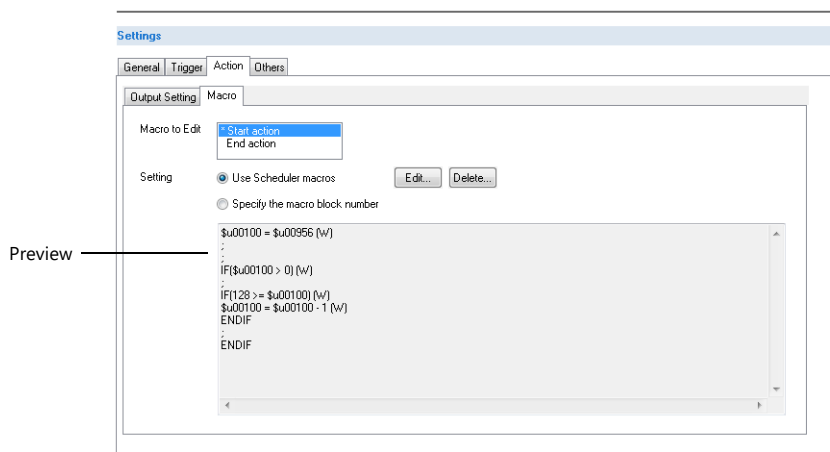 Settings
General Trigger Action Others
Output Setting Macro
Macro to Edit
* Start action
End action
Setting
Use Scheduler macros
Edit...
Delete...
Specify the macro block number
Preview
$u00100 = $u00956 (W)
;
;
IF($u00100 > 0) (W)
;
IF(128 >= $u00100) (W)
$u00100 = $u00100 - 1 (W)
ENDIF
;
ENDIF